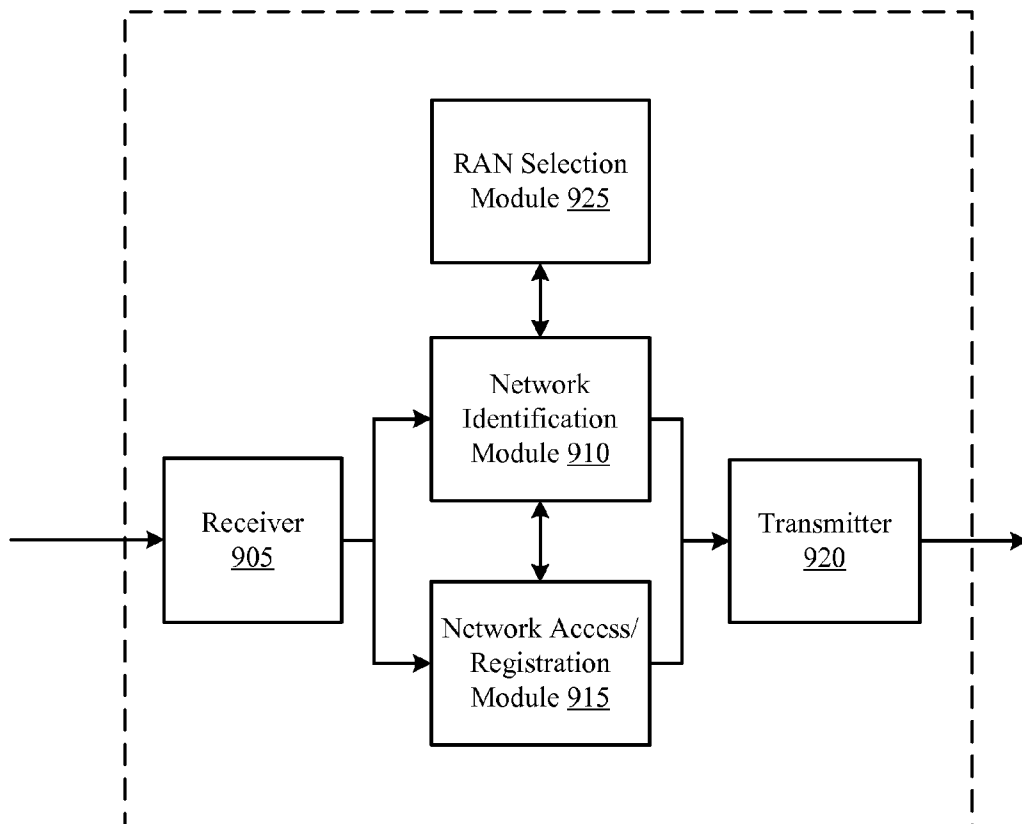 RAN Selection
Module 925
Network
Identification
Module 910
Receiver
905
Transmitter
920
Network Access/
Registration
Module 915